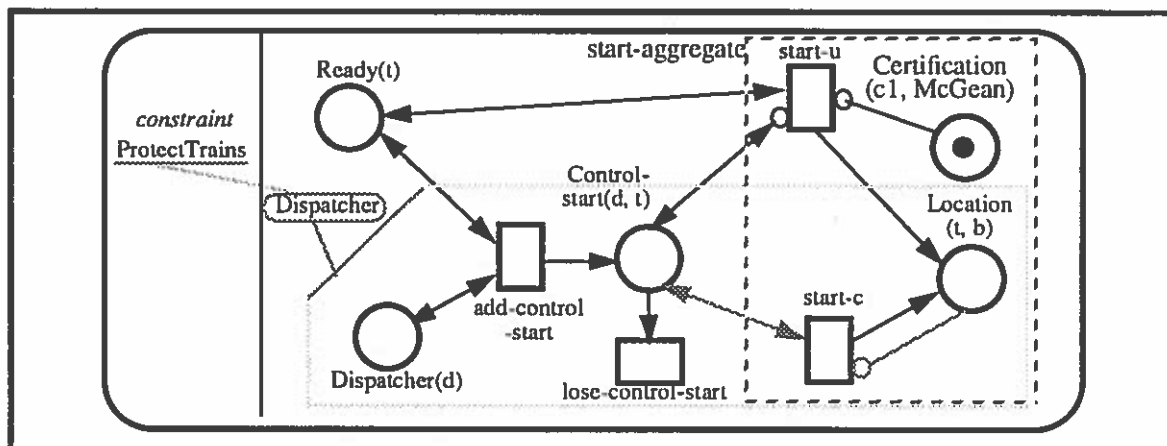 start-aggregate
start-u
Ready(t)
Certification
(c1, McGean)
constraint
ProtectTrains
Control-
start(d, t)
Dispatcher
Location
(t, b)
start-c
add-control
-start
Dispatcher(d)
lose-control-start